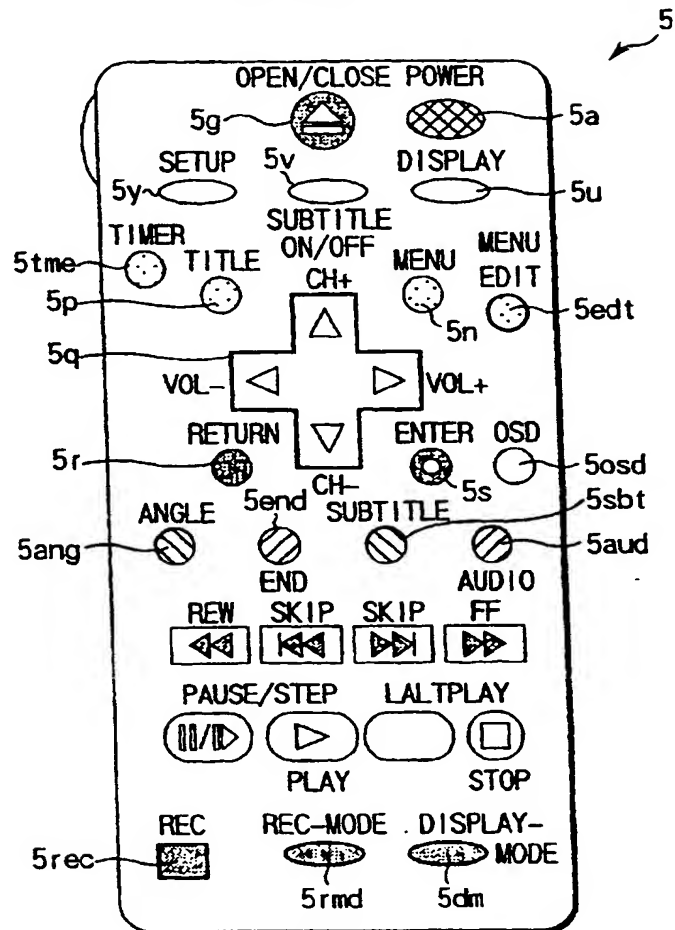 5
OPEN/CLOSE POWER
5g
5a
SETUP
5v
DISPLAY
5y
5u
SUBTITLE
ON/OFF
TIMER
TITLE
MENU
MENU
EDIT
5tme
5p
CH+
5n
5edt
5q
VOL-
VOL+
RETURN
ENTER
OSD
5r
CH-
5s
5osd
5end
5sbt
ANGLE
SUBTITLE
5ang
5aud
END
AUDIO
REW
SKIP
SKIP
FF
PAUSE/STEP
LALTPLAY
PLAY
STOP
REC
REC-MODE
DISPLAY-
MODE
5rec
5rmd
5dm